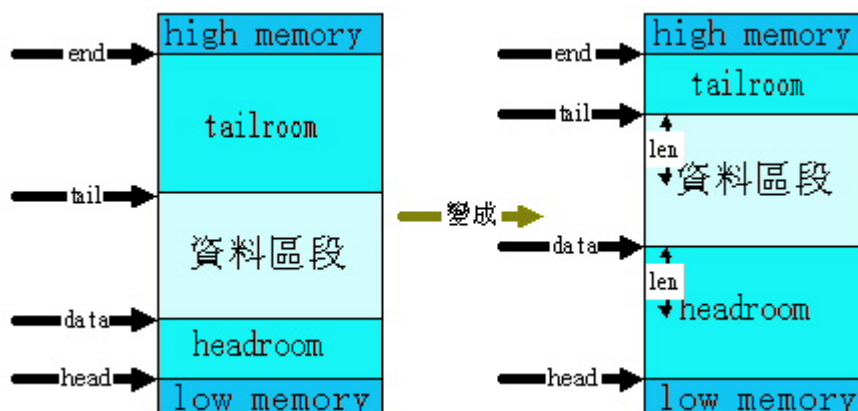 high memory
end
tailroom
tail
資料區段
data
headroom
head
low memory
變成
high memory
end
tailroom
tail
len
資料區段
data
len
headroom
head
low memory